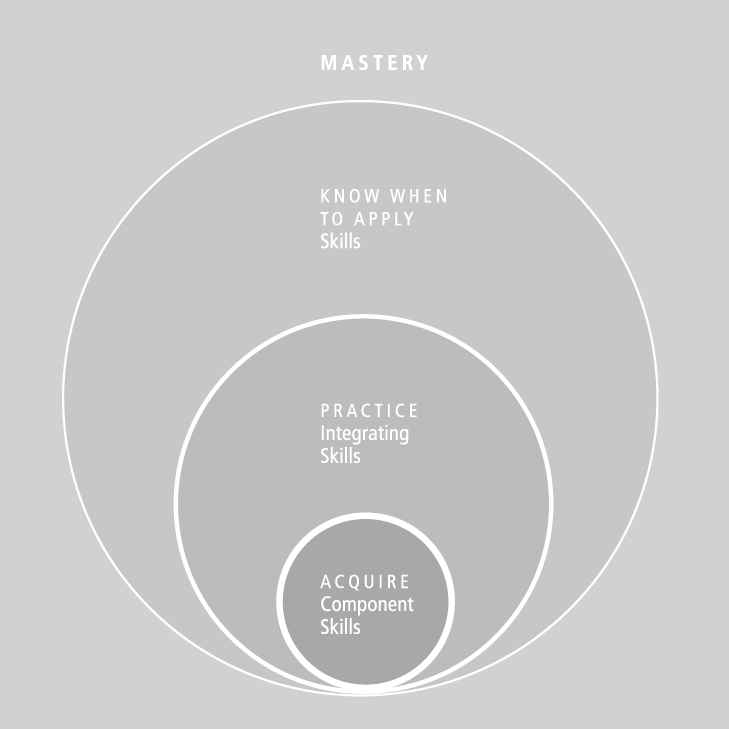 MASTERY
KNOW WHEN
TO APPLY
Skills
PRACTICE
Integrating
Skills
ACQUIRE
Component
Skills